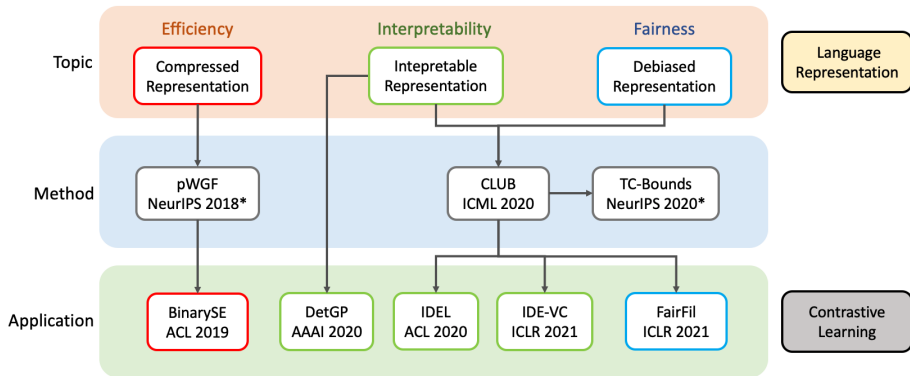 Efficiency
Interpretability
Fairness
Topic
Compressed
Representation
Intepretable
Representation
Debiased
Representation
Language
Representation
Method
pWGF
NeurIPS 2018*
CLUB
ICML 2020
TC-Bounds
NeurIPS 2020*
Application
BinarySE
ACL 2019
DetGP
AAAI 2020
IDEL
ACL 2020
IDE-VC
ICLR 2021
FairFil
ICLR 2021
Contrastive
Learning